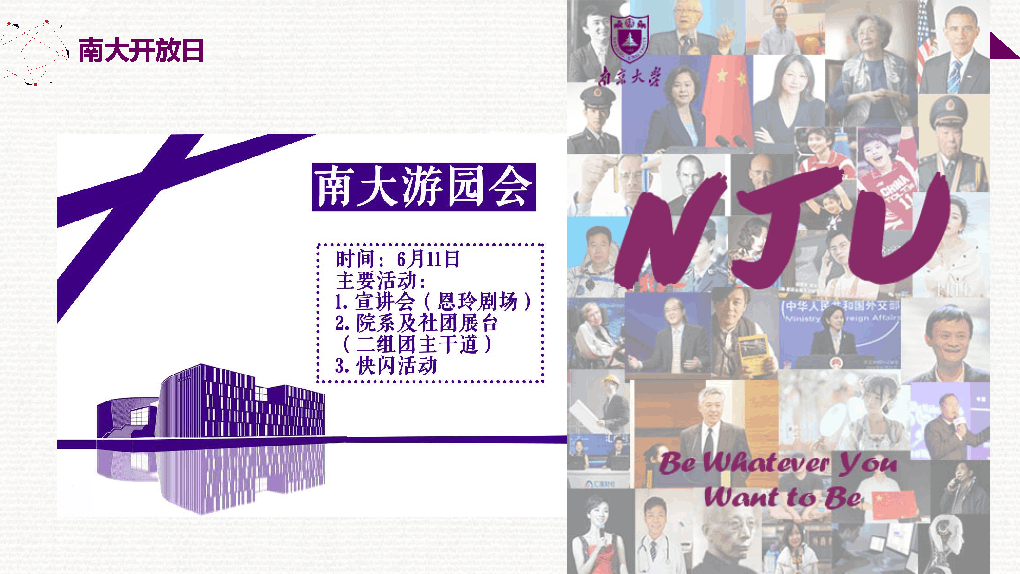 南大开放日
南大游园会
时间：6月11日
主要活动：
1. 宣讲会（恩玲剧场）
2. 院系及社团展台
（二组团主干道）
3. 快闪活动
南京大学
NJU
CHINA
中华人民共和国外交部
Ministry Foreign Affairs
Be Whatever You
Want to Be